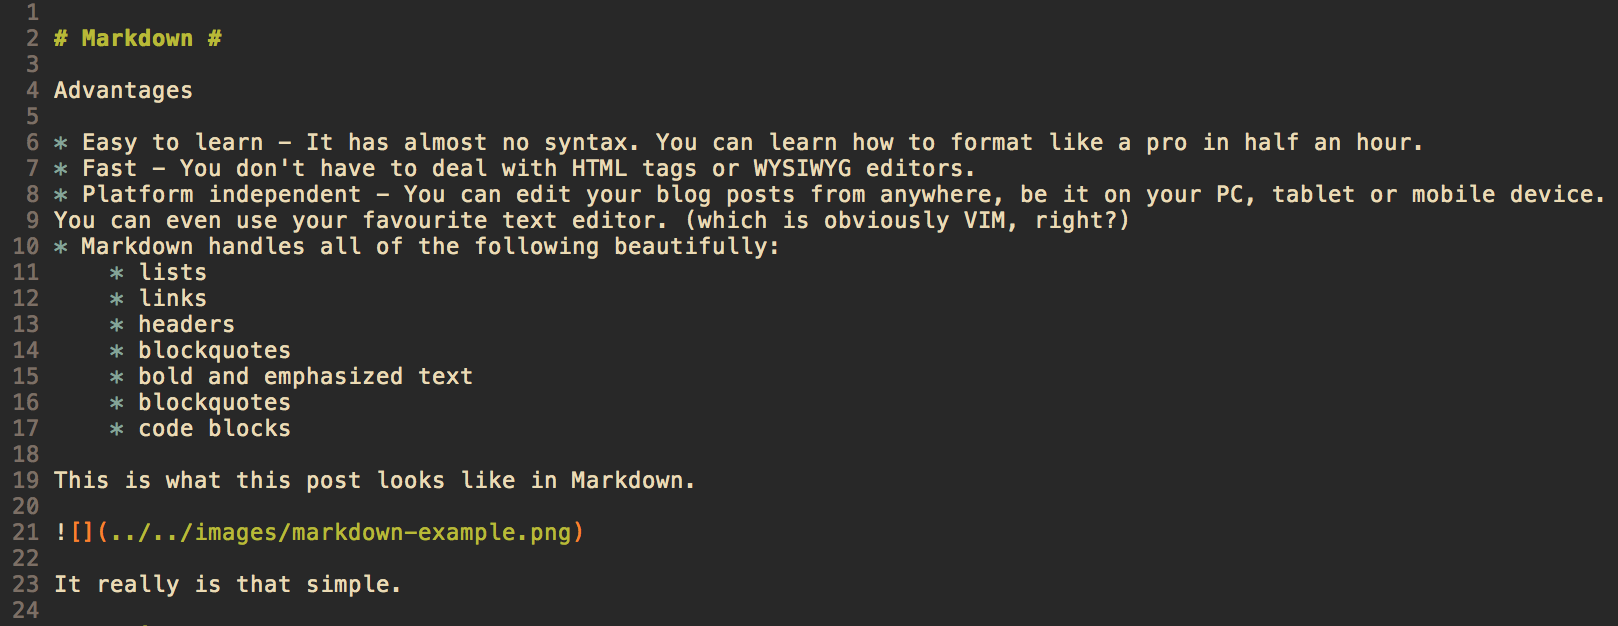 1
2 # Markdown #
3
4 Advantages
5
6 * Easy to learn – It has almost no syntax. You can learn how to format like a pro in half an hour.
7 * Fast – You don't have to deal with HTML tags or WYSIWYG editors.
8 * Platform independent – You can edit your blog posts from anywhere, be it on your PC, tablet or mobile device.
9 You can even use your favourite text editor. (which is obviously VIM, right?)
10 * Markdown handles all of the following beautifully:
11     * lists
12     * links
13     * headers
14     * blockquotes
15     * bold and emphasized text
16     * blockquotes
17     * code blocks
18
19 This is what this post looks like in Markdown.
20
21 ![](../../images/markdown-example.png)
22
23 It really is that simple.
24